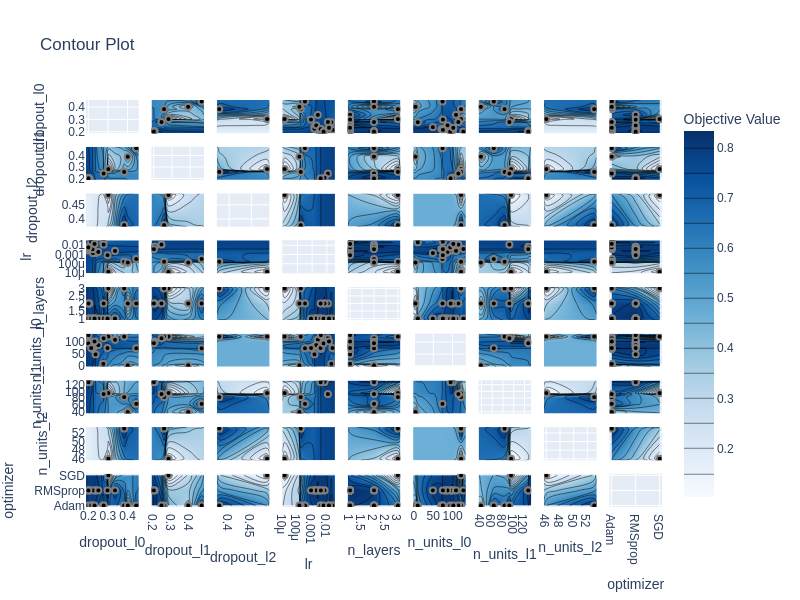 Contour Plot
Objective Value
0.8
0.7
0.6
0.5
0.4
0.3
0.2
dropout_l0
0.4
0.3
0.2
dropout_l1
0.4
0.2
dropout_l2
0.45
0.4
lr
0.01
0.001
100μ
10μ
n_layers
3
2.5
2
1.5
1
n_units_l0
100
50
0
n_units_l1
120
100
80
60
40
n_units_l2
52
50
48
46
optimizer
SGD
RMSprop
Adam
0.2 0.3 0.4
0.2 0.3 0.4
0.4 0.45
10μ 100μ 0.001 0.01
1 1.5 2 2.5 3
0 50 100
40 60 80 100 120
46 48 50 52
Adam RMSprop SGD
dropout_l0 dropout_l1 dropout_l2 lr n_layers n_units_l0 n_units_l1 n_units_l2 optimizer